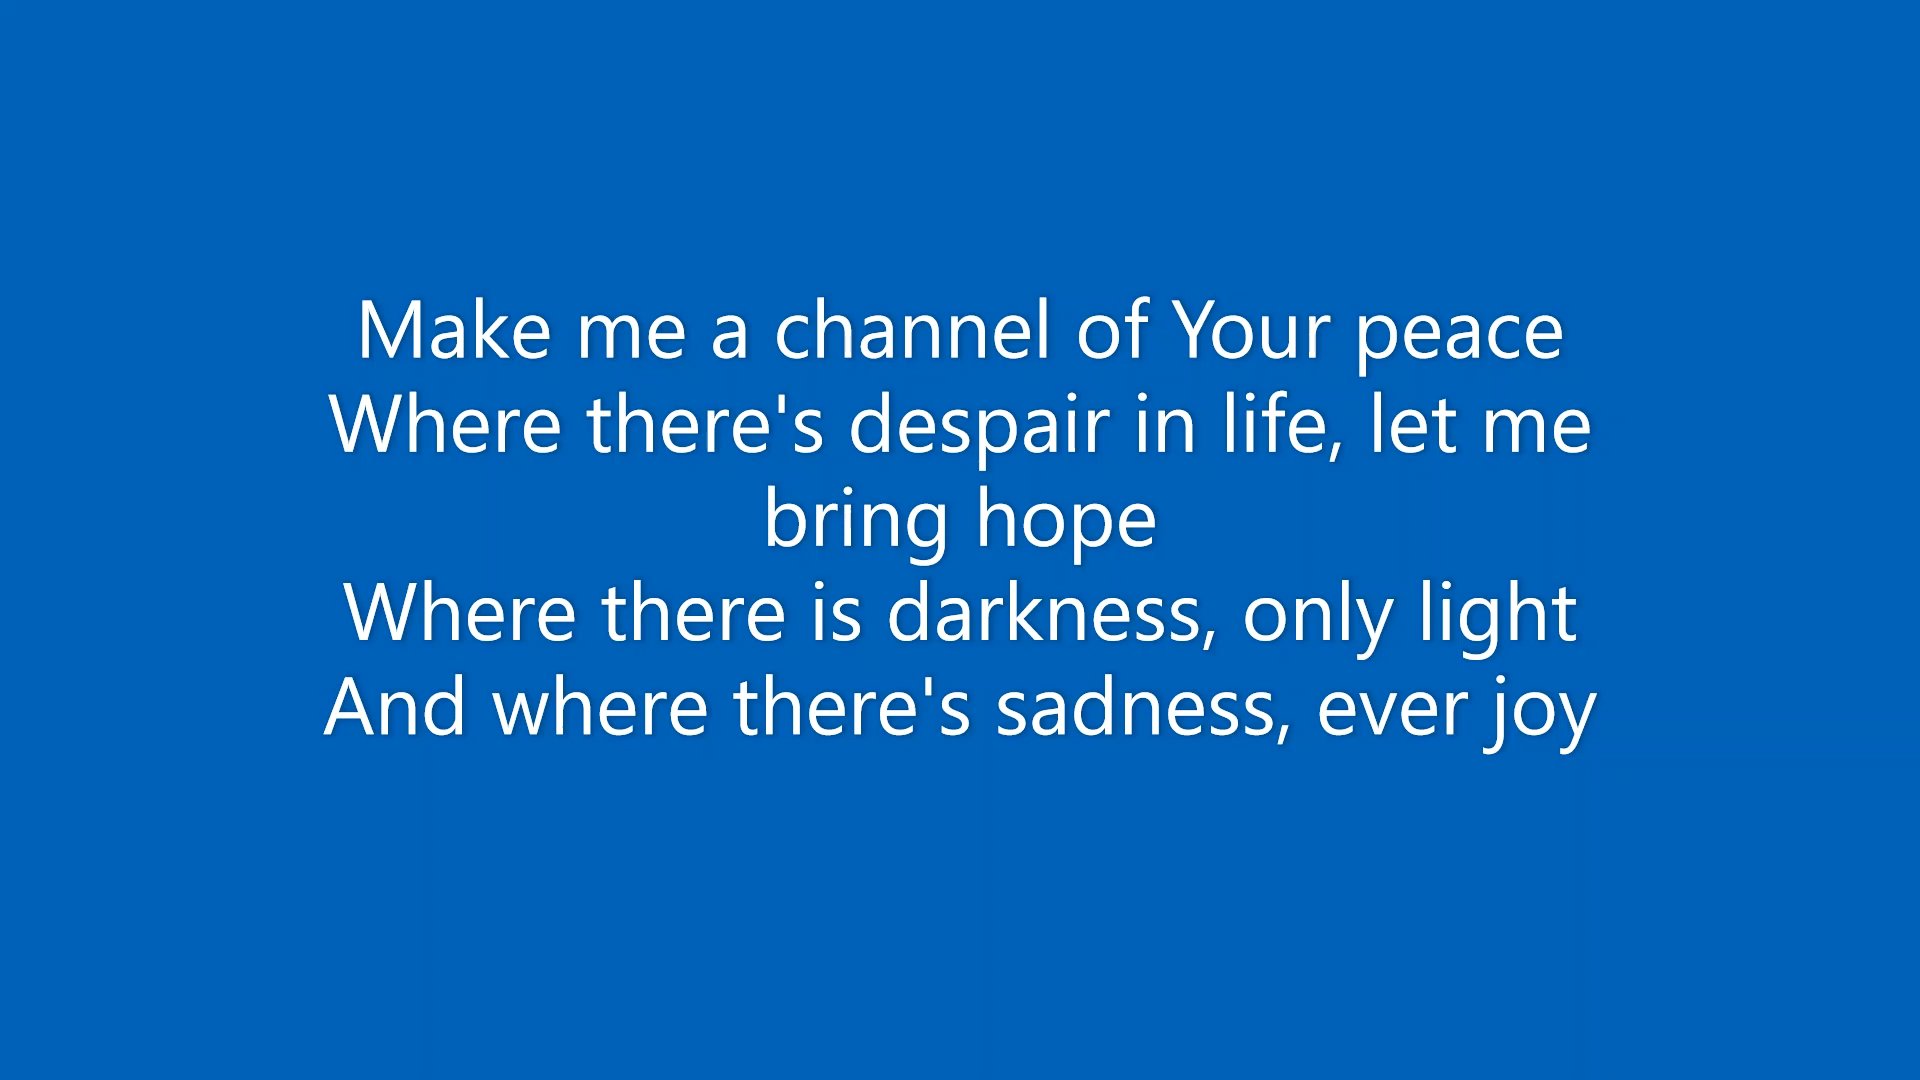 Make me a channel of Your peace
Where there's despair in life, let me
bring hope
Where there is darkness, only light
And where there's sadness, ever joy